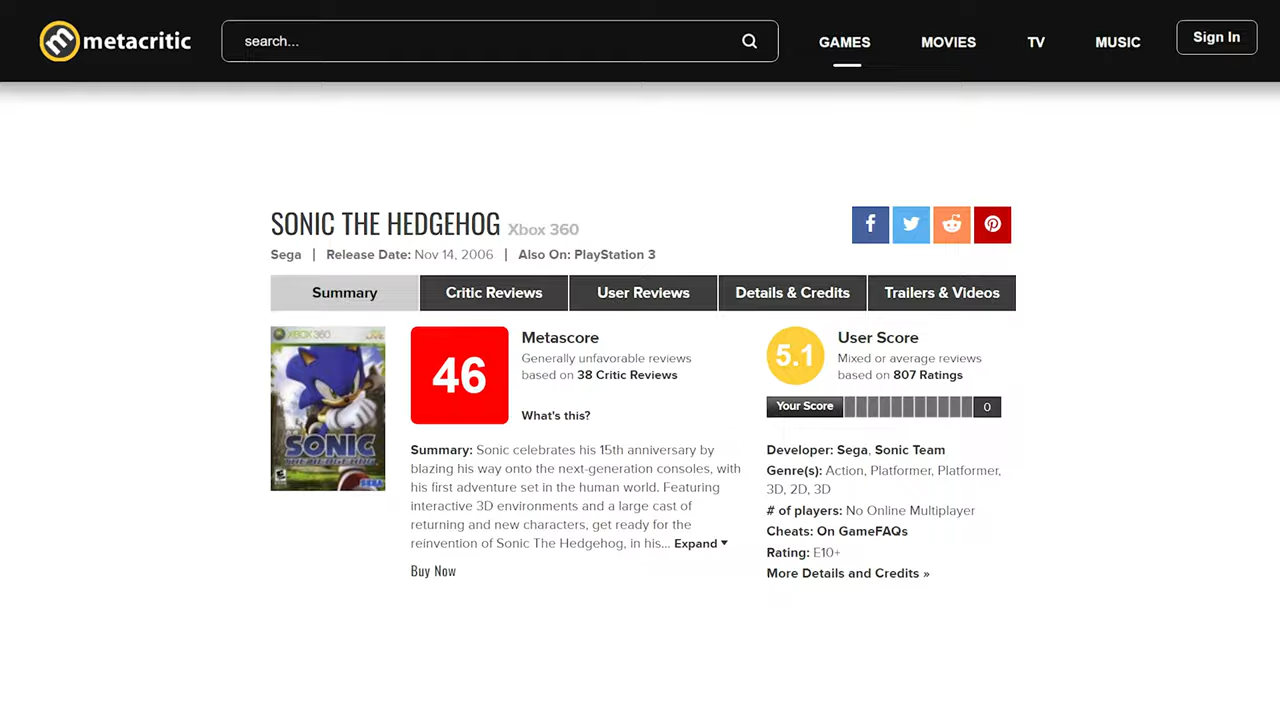 metacritic
search...
GAMES
MOVIES
TV
MUSIC
Sign In
SONIC THE HEDGEHOG Xbox 360
Sega | Release Date: Nov 14, 2006 | Also On: PlayStation 3
Summary
Critic Reviews
User Reviews
Details & Credits
Trailers & Videos
XBOX 360 LIVE
SONIC
THE HEDGEHOG
SEGA
46
Metascore
Generally unfavorable reviews
based on 38 Critic Reviews
What's this?
Summary: Sonic celebrates his 15th anniversary by
blazing his way onto the next-generation consoles, with
his first adventure set in the human world. Featuring
interactive 3D environments and a large cast of
returning and new characters, get ready for the
reinvention of Sonic The Hedgehog, in his... Expand
Buy Now
5.1
User Score
Mixed or average reviews
based on 807 Ratings
Your Score
0
Developer: Sega, Sonic Team
Genre(s): Action, Platformer, Platformer,
3D, 2D, 3D
# of players: No Online Multiplayer
Cheats: On GameFAQs
Rating: E10+
More Details and Credits »